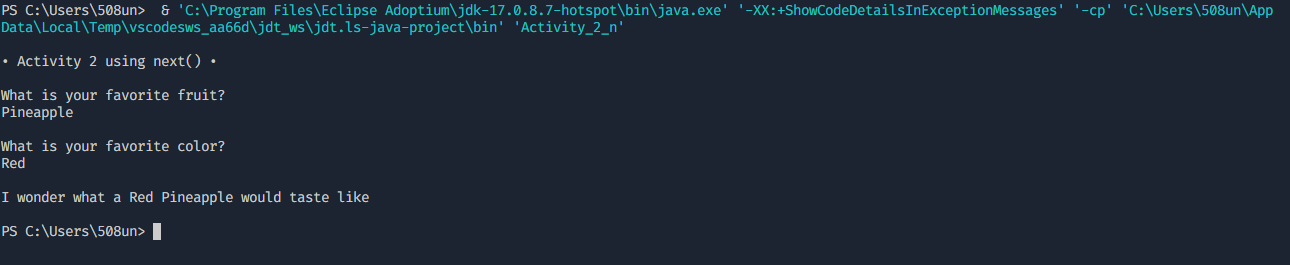 PS C:\Users\508un>  & 'C:\Program Files\Eclipse Adoptium\jdk-17.0.8.7-hotspot\bin\java.exe' '-XX:+ShowCodeDetailsInExceptionMessages' '-cp' 'C:\Users\508un\App
Data\Local\Temp\vscodesws_aa66d\jdt_ws\jdt.ls-java-project\bin' 'Activity_2_n'
• Activity 2 using next() •
What is your favorite fruit?
Pineapple
What is your favorite color?
Red
I wonder what a Red Pineapple would taste like
PS C:\Users\508un>